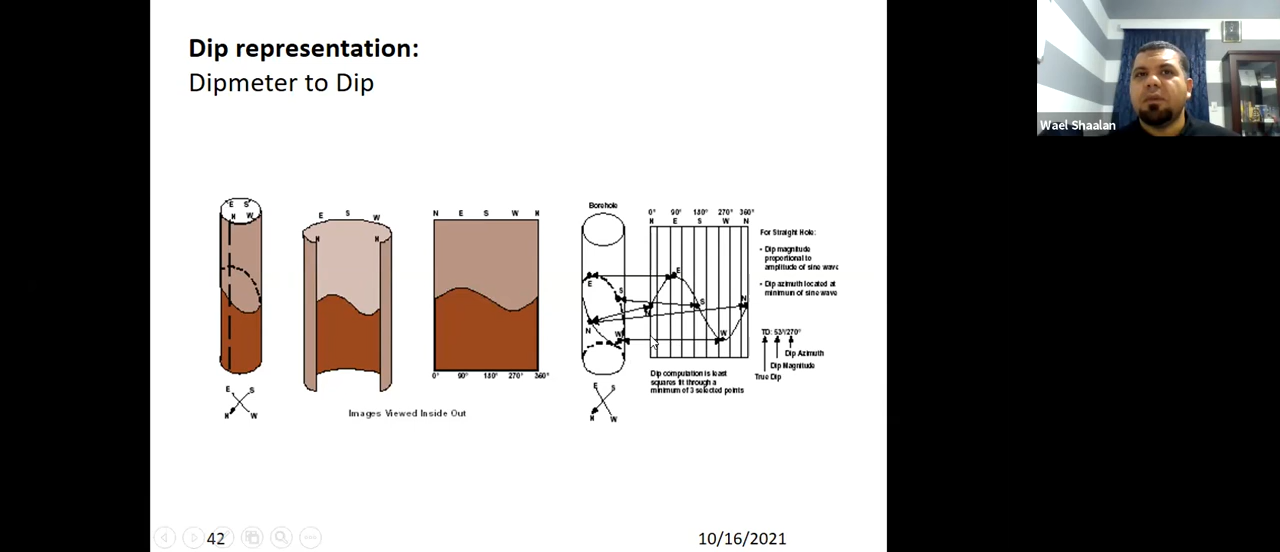 Dip representation:
Dipmeter to Dip
Wael Shaalan
E S
N W
E S W
N N
N E S W N
Borehole
0° 90° 180° 270° 360°
N E S W N
For Straight Hole:
• Dip magnitude
proportional to
amplitude of sine wave
• Dip azimuth located at
minimum of sine wave
E
E
S
S
N
N
N
W
W
TD: 53°/270°
Dip Azimuth
Dip Magnitude
True Dip
0° 90° 180° 270° 360°
Dip computation is least
squares fit through a
minimum of 3 selected points
E S
N W
E S
N W
Images Viewed Inside Out
42
10/16/2021